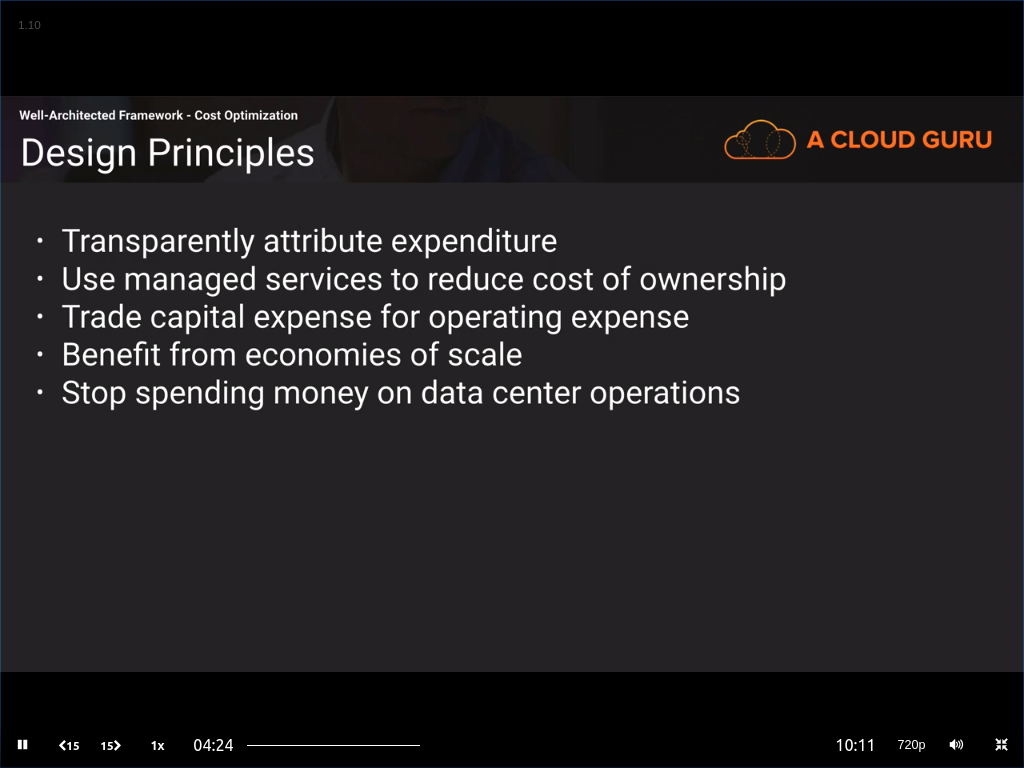 1.10
Well-Architected Framework - Cost Optimization
Design Principles
A CLOUD GURU
· Transparently attribute expenditure
· Use managed services to reduce cost of ownership
· Trade capital expense for operating expense
· Benefit from economies of scale
· Stop spending money on data center operations
15 15 1x 04:24 10:11 720p